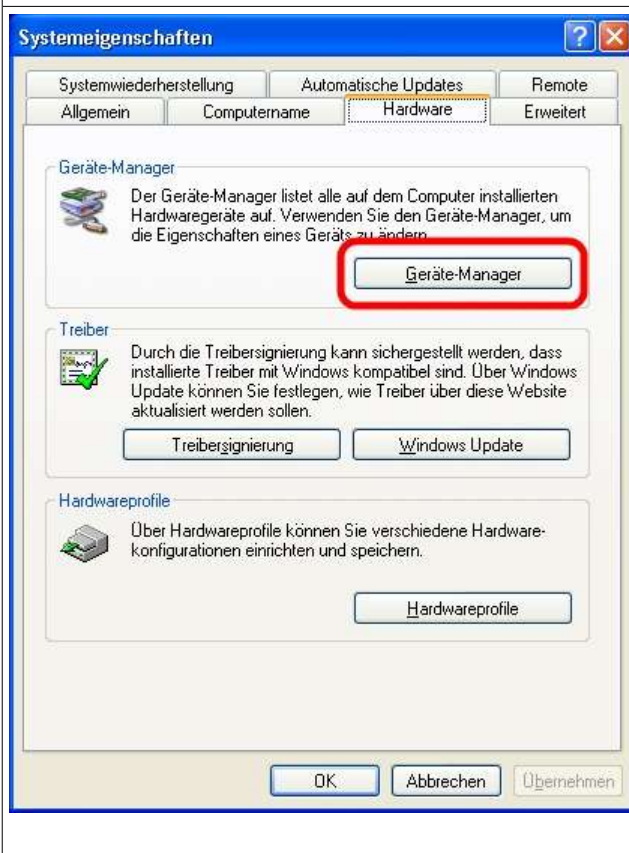 Systemeigenschaften
Systemwiederherstellung Automatische Updates Remote
Allgemein Computername Hardware Erweitert
Geräte-Manager
Der Geräte-Manager listet alle auf dem Computer installierten
Hardwaregeräte auf. Verwenden Sie den Geräte-Manager, um
die Eigenschaften eines Geräts zu ändern.
Geräte-Manager
Treiber
Durch die Treibersignierung kann sichergestellt werden, dass
installierte Treiber mit Windows kompatibel sind. Über Windows
Update können Sie festlegen, wie Treiber über diese Website
aktualisiert werden sollen.
Treibersignierung Windows Update
Hardwareprofile
Über Hardwareprofile können Sie verschiedene Hardware-
konfigurationen einrichten und speichern.
Hardwareprofile
OK Abbrechen Übernehmen